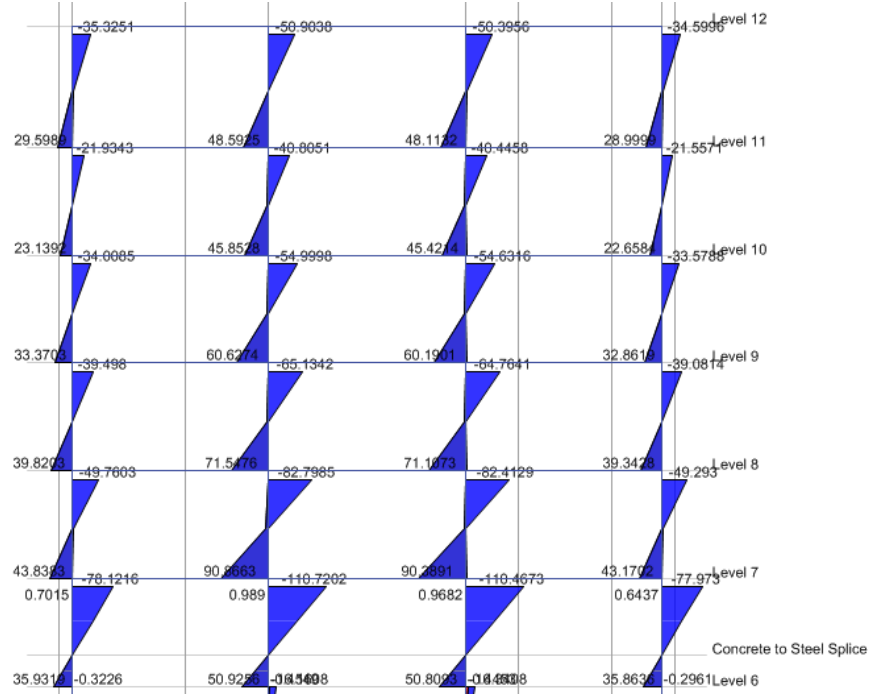 -35.3251 -50.9038 -50.3956 -34.5996 Level 12
29.5989 48.5925 48.1132 28.9999 Level 11
-21.9343 -40.8051 -40.4458 -21.5571
23.1392 45.8528 45.4214 22.6584 Level 10
-34.0085 -54.9998 -54.6316 -33.5788
33.3703 60.6274 60.1901 32.8619 Level 9
-39.498 -65.1342 -64.7641 -39.0814
39.8203 71.5476 71.1073 39.3428 Level 8
-49.7603 -82.7985 -82.4129 -49.293
43.8383 90.8663 90.3891 43.1702 Level 7
-78.1216 -110.7202 -110.4673 -77.973
0.7015 0.989 0.9682 0.6437
Concrete to Steel Splice
35.9319 -0.3226 50.9256 50.8093 35.8636 -0.2961 Level 6